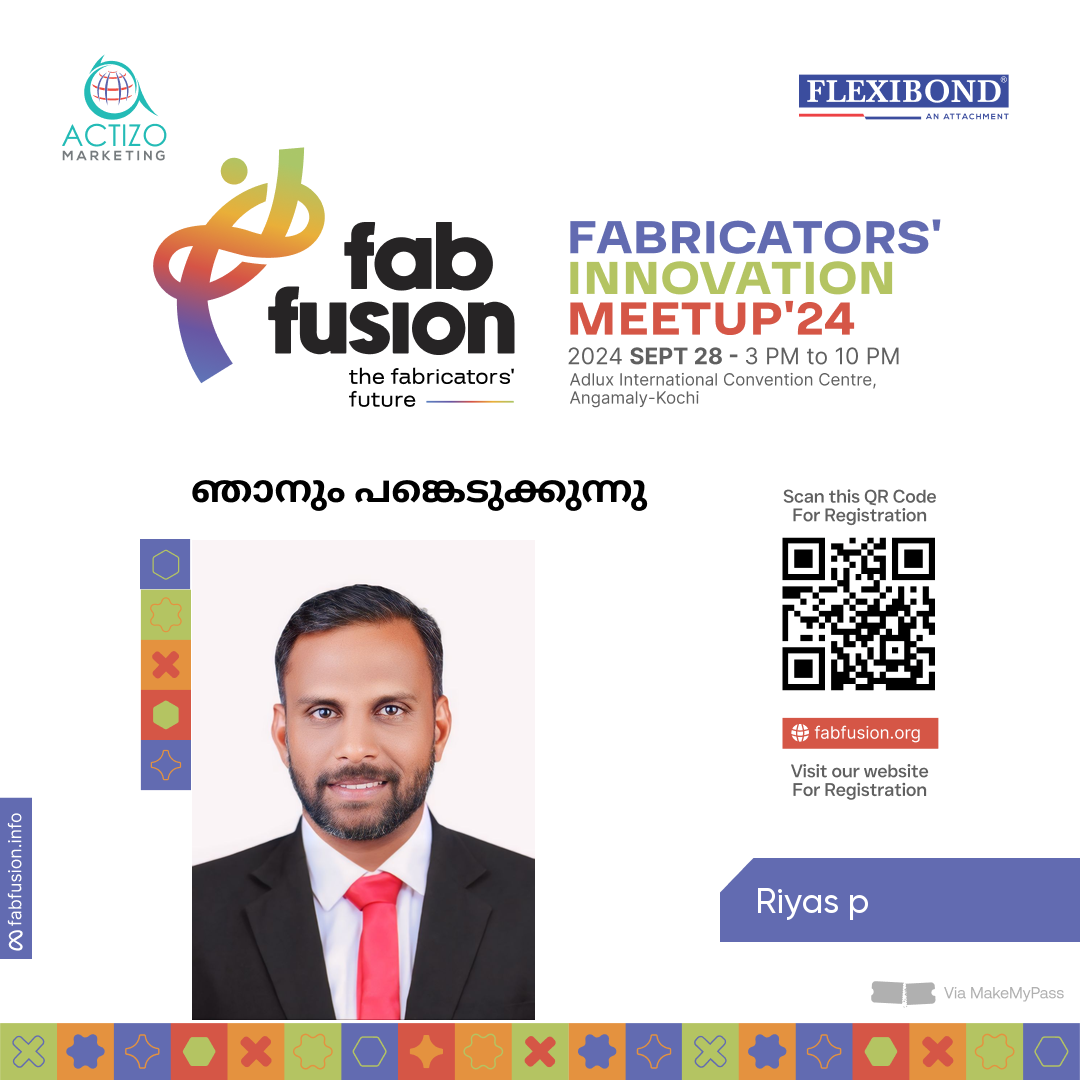 ACTIZO
MARKETING
FLEXIBOND®
AN ATTACHMENT
fab
fusion
the fabricators'
future
FABRICATORS'
INNOVATION
MEETUP'24
2024 SEPT 28 - 3 PM to 10 PM
Adlux International Convention Centre,
Angamaly-Kochi
ഞാനും പങ്കെടുക്കുന്നു
Scan this QR Code
For Registration
fabfusion.org
Visit our website
For Registration
fabfusion.info
Riyas p
Via MakeMyPass